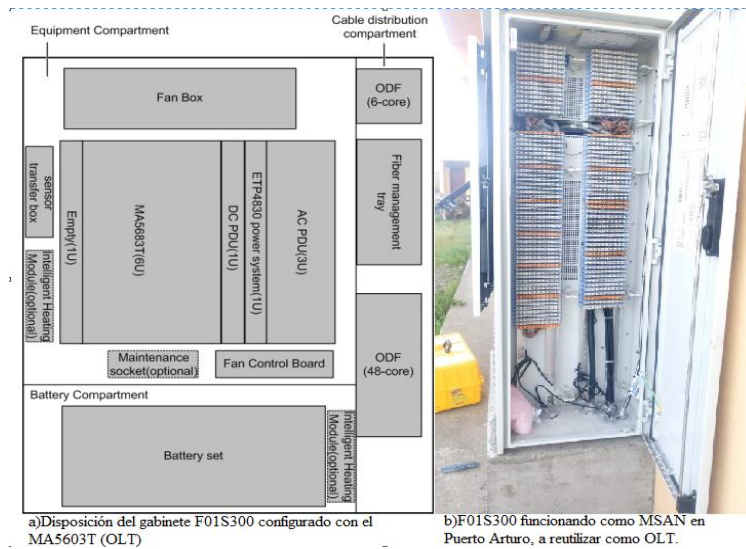 Equipment Compartment
Cable distribution
compartment
Fan Box
ODF
(6-core)
sensor
transfer box
Empty(1U)
MA5683T(6U)
DC PDU(1U)
ETP4830 power system(1U)
AC PDU(3U)
Fiber management
tray
Intelligent Heating
Module(optional)
Maintenance
socket(optional)
Fan Control Board
ODF
(48-core)
Battery Compartment
Battery set
Intelligent Heating
Module(optional)
a)Disposición del gabinete F01S300 configurado con el
MA5603T (OLT)
b)F01S300 funcionando como MSAN en
Puerto Arturo, a reutilizar como OLT.